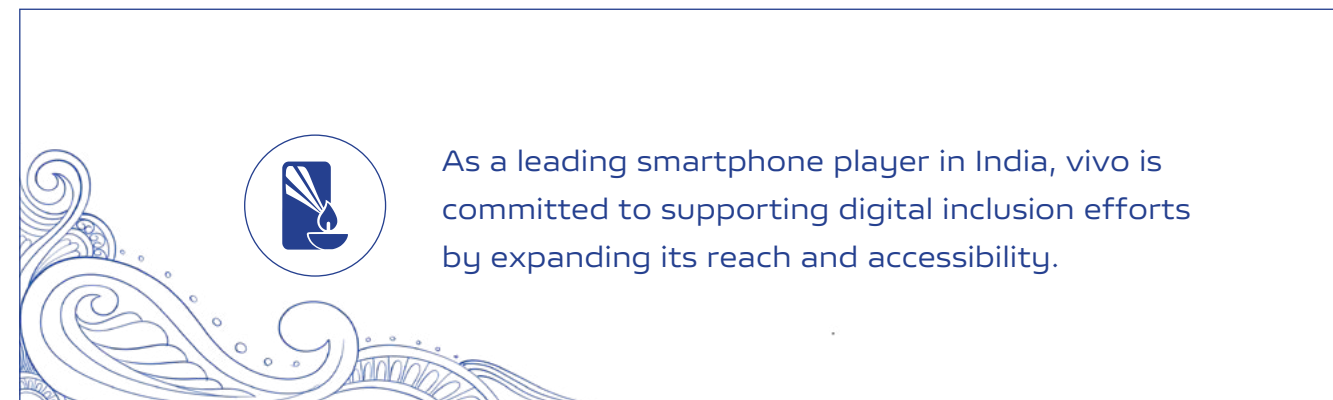 As a leading smartphone player in India, vivo is
committed to supporting digital inclusion efforts
by expanding its reach and accessibility.